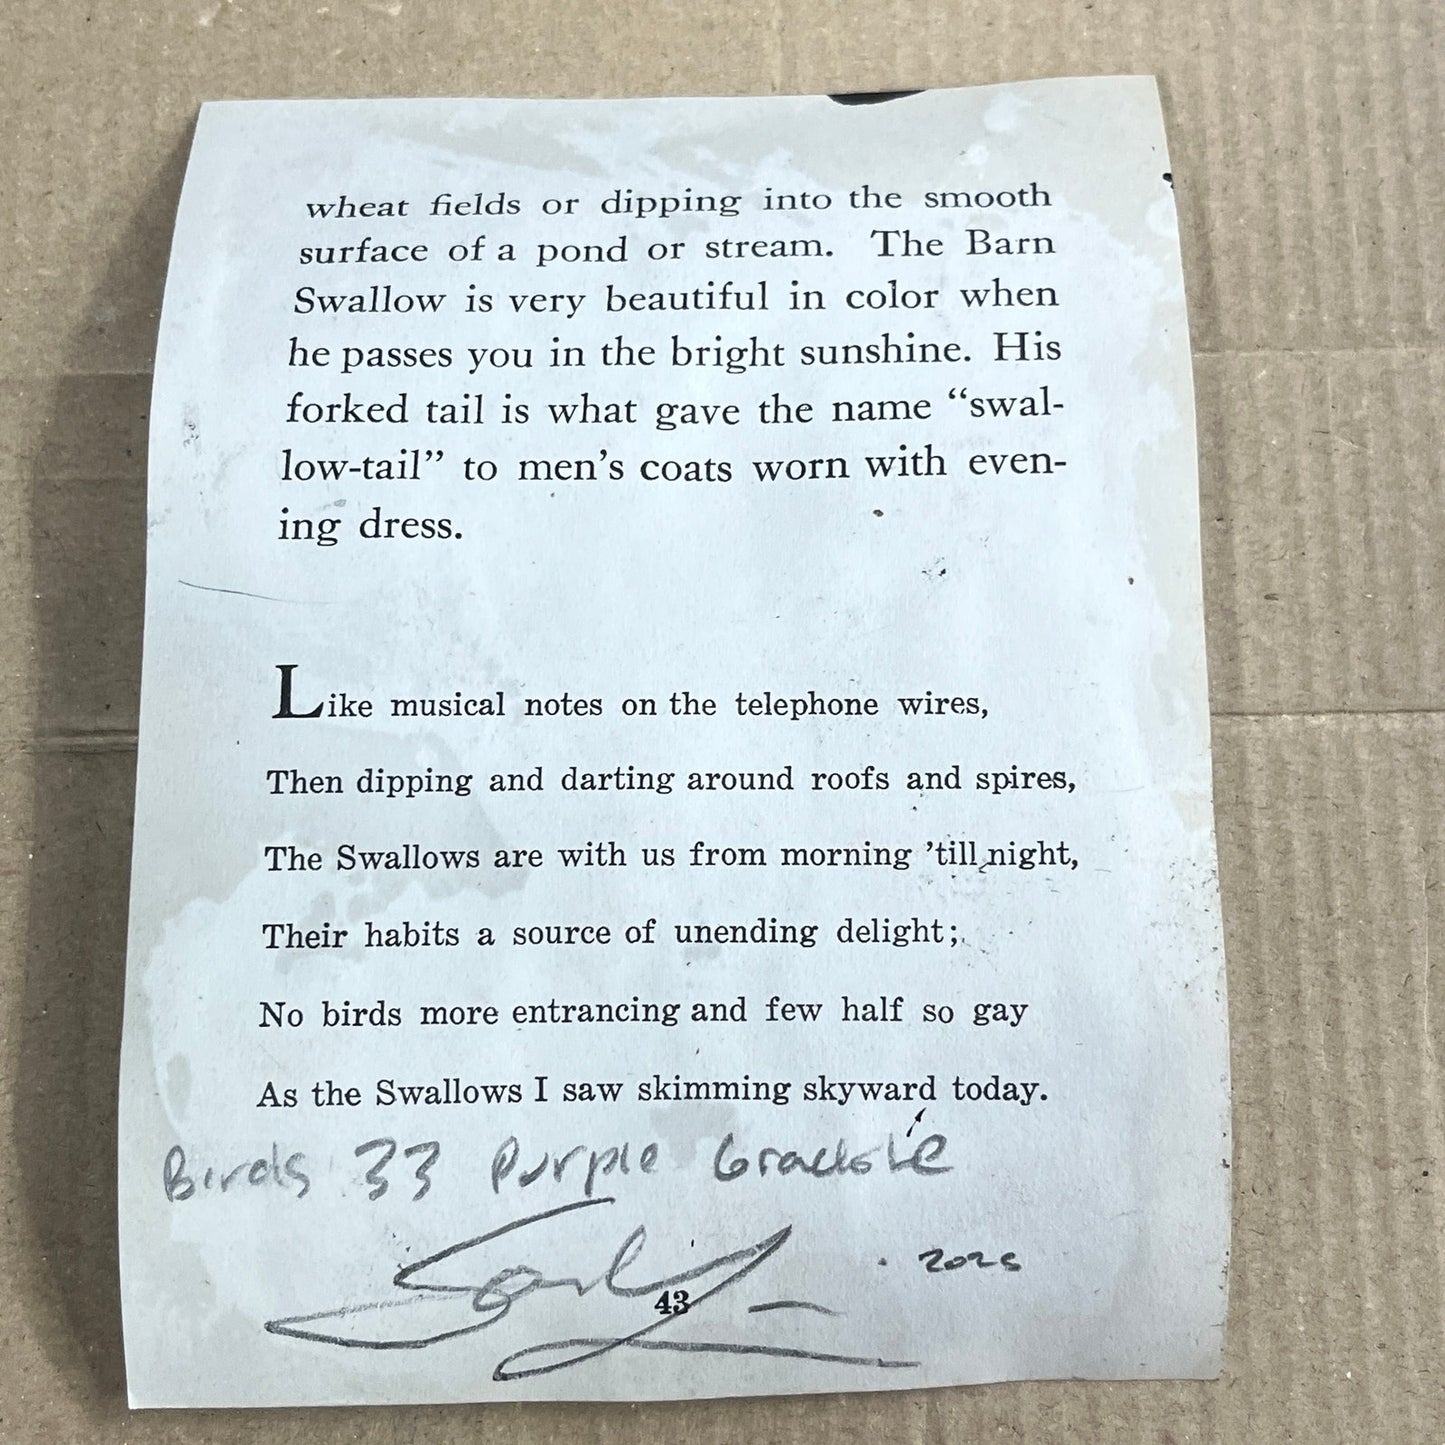 wheat fields or dipping into the smooth
surface of a pond or stream. The Barn
Swallow is very beautiful in color when
he passes you in the bright sunshine. His
forked tail is what gave the name “swal-
low-tail” to men’s coats worn with even-
ing dress.
Like musical notes on the telephone wires,
Then dipping and darting around roofs and spires,
The Swallows are with us from morning ’till night,
Their habits a source of unending delight;
No birds more entrancing and few half so gay
As the Swallows I saw skimming skyward today.
Birds 33 Purple Grackle
2025
43